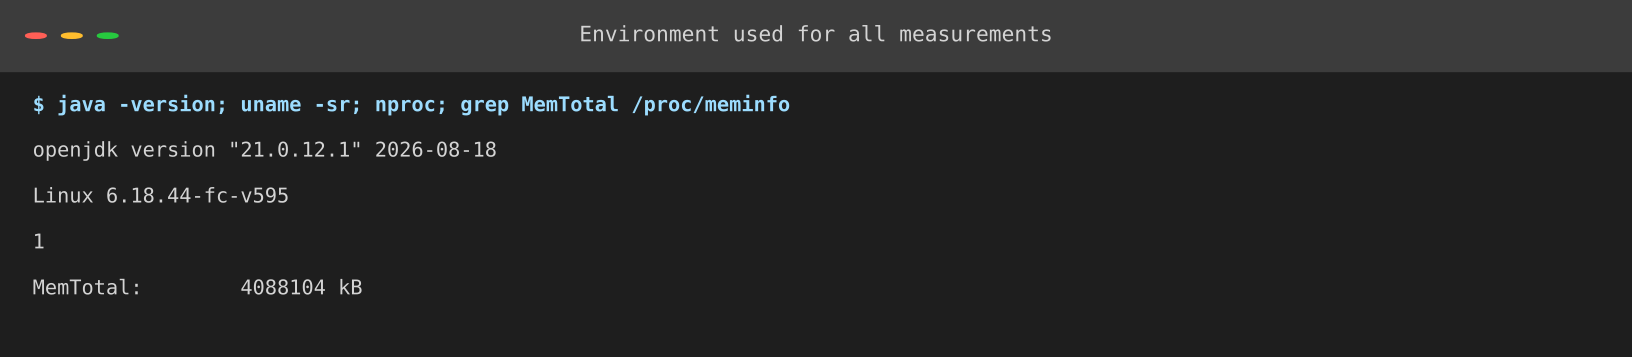 Environment used for all measurements
$ java -version; uname -sr; nproc; grep MemTotal /proc/meminfo
openjdk version "21.0.12.1" 2026-08-18
Linux 6.18.44-fc-v595
1
MemTotal:        4088104 kB